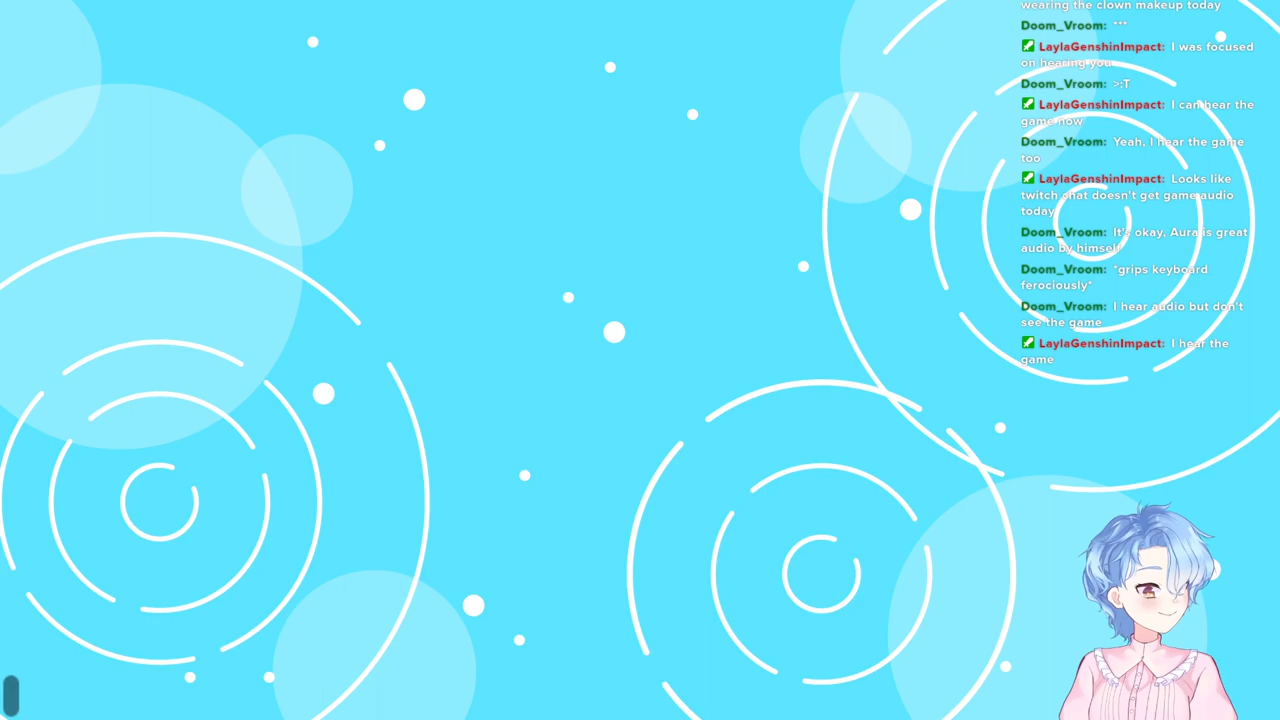 wearing the clown makeup today
Doom_Vroom: ***
LaylaGenshinImpact: I was focused
on hearing you
Doom_Vroom: >:T
LaylaGenshinImpact: I can hear the
game now
Doom_Vroom: Yeah, I hear the game
too
LaylaGenshinImpact: Looks like
twitch chat doesn't get game audio
today
Doom_Vroom: It's okay, Aura is great
audio by himself
Doom_Vroom: *grips keyboard
ferociously*
Doom_Vroom: I hear audio but don't
see the game
LaylaGenshinImpact: I hear the
game